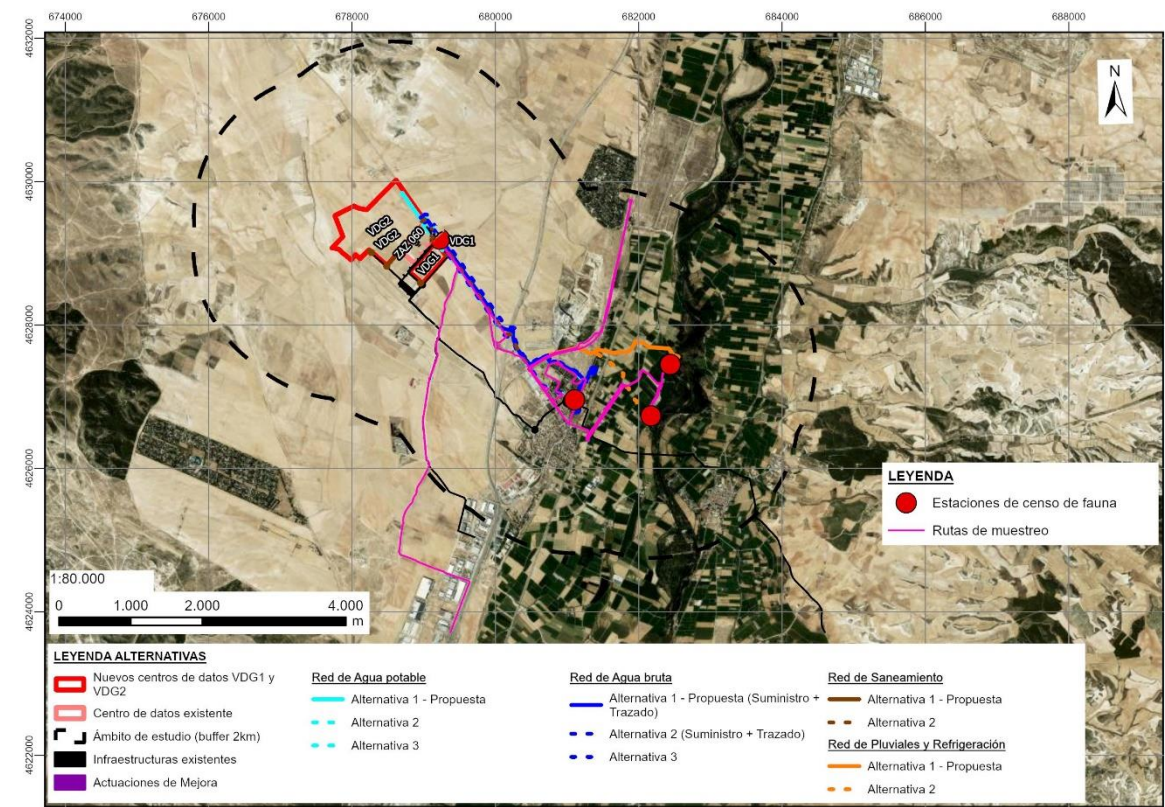 674000 676000 678000 680000 682000 684000 686000 688000
4632000
4630000
4628000
4626000
4624000
4622000
N
VDG2
VDG2
ZAZ-060
VDG1
VDG1
LEYENDA
Estaciones de censo de fauna
Rutas de muestreo
1:80.000
0 1.000 2.000 4.000
m
LEYENDA ALTERNATIVAS
Nuevos centros de datos VDG1 y
VDG2
Centro de datos existente
Ámbito de estudio (buffer 2km)
Infraestructuras existentes
Actuaciones de Mejora
Red de Agua potable
Alternativa 1 - Propuesta
Alternativa 2
Alternativa 3
Red de Agua bruta
Alternativa 1 - Propuesta (Suministro +
Trazado)
Alternativa 2 (Suministro + Trazado)
Alternativa 3
Red de Saneamiento
Alternativa 1 - Propuesta
Alternativa 2
Red de Pluviales y Refrigeración
Alternativa 1 - Propuesta
Alternativa 2